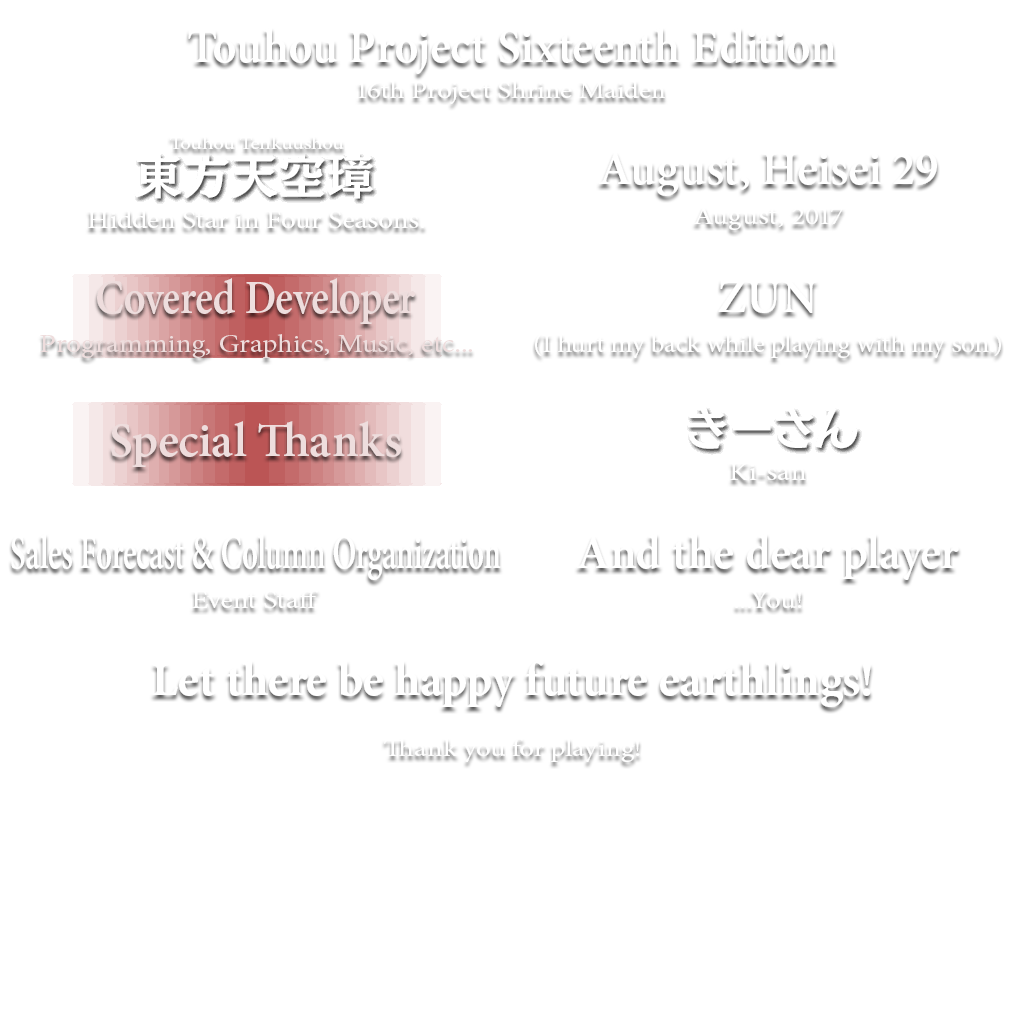 Touhou Project Sixteenth Edition
16th Project Shrine Maiden
Touhou Tenkuushou
東方天空璋
Hidden Star in Four Seasons.
August, Heisei 29
August, 2017
Covered Developer
Programming, Graphics, Music, etc...
ZUN
(I hurt my back while playing with my son.)
Special Thanks
きーさん
Ki-san
Sales Forecast & Column Organization
Event Staff
And the dear player
...You!
Let there be happy future earthlings!
Thank you for playing!